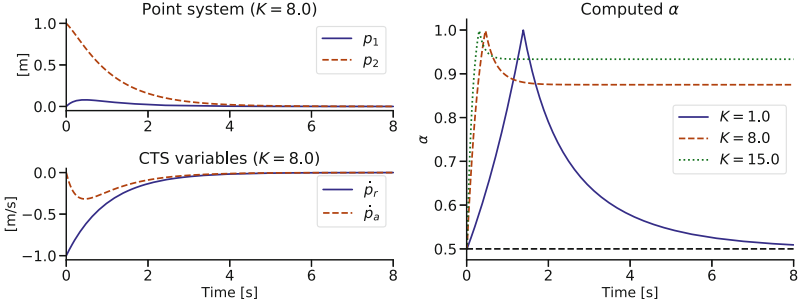 Point system (K = 8.0)
1.0
0.5
0.0
[m]
p₁
p₂
0 2 4 6 8
CTS variables (K = 8.0)
0.0
−0.5
−1.0
[m/s]
ṗᵣ
ṗₐ
0 2 4 6 8
Time [s]
Computed α
1.0
0.9
0.8
0.7
0.6
0.5
α
K = 1.0
K = 8.0
K = 15.0
0 2 4 6 8
Time [s]